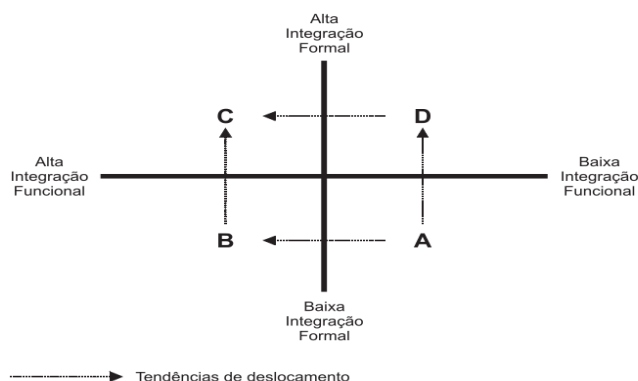 Alta
Integração
Formal
C
D
Alta
Integração
Funcional
Baixa
Integração
Funcional
B
A
Baixa
Integração
Formal
Tendências de deslocamento